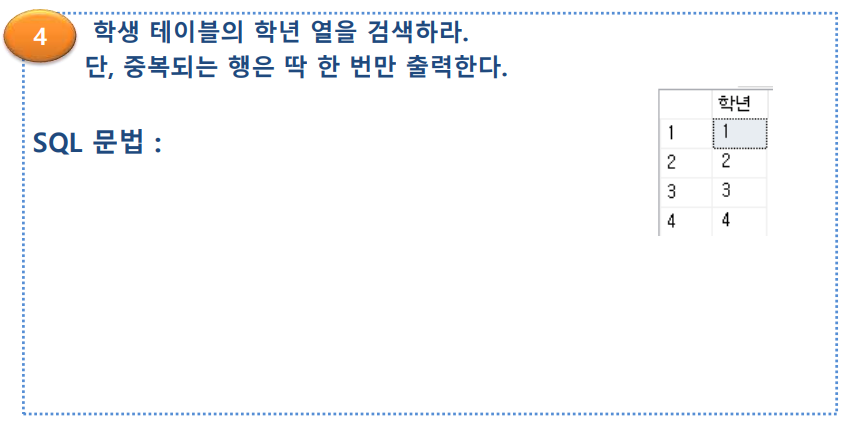 4
학생 테이블의 학년 열을 검색하라.
단, 중복되는 행은 딱 한 번만 출력한다.
SQL 문법 :
학년
1 1
2 2
3 3
4 4